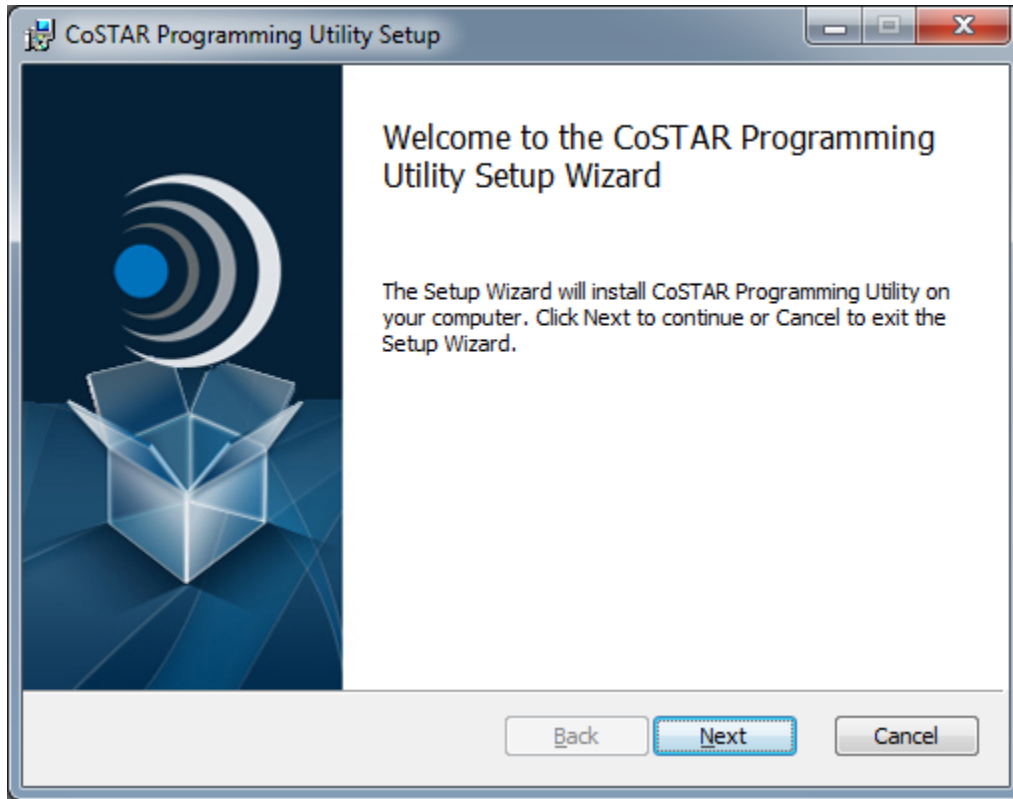 CoSTAR Programming Utility Setup
Welcome to the CoSTAR Programming
Utility Setup Wizard
The Setup Wizard will install CoSTAR Programming Utility on
your computer. Click Next to continue or Cancel to exit the
Setup Wizard.
Back Next Cancel